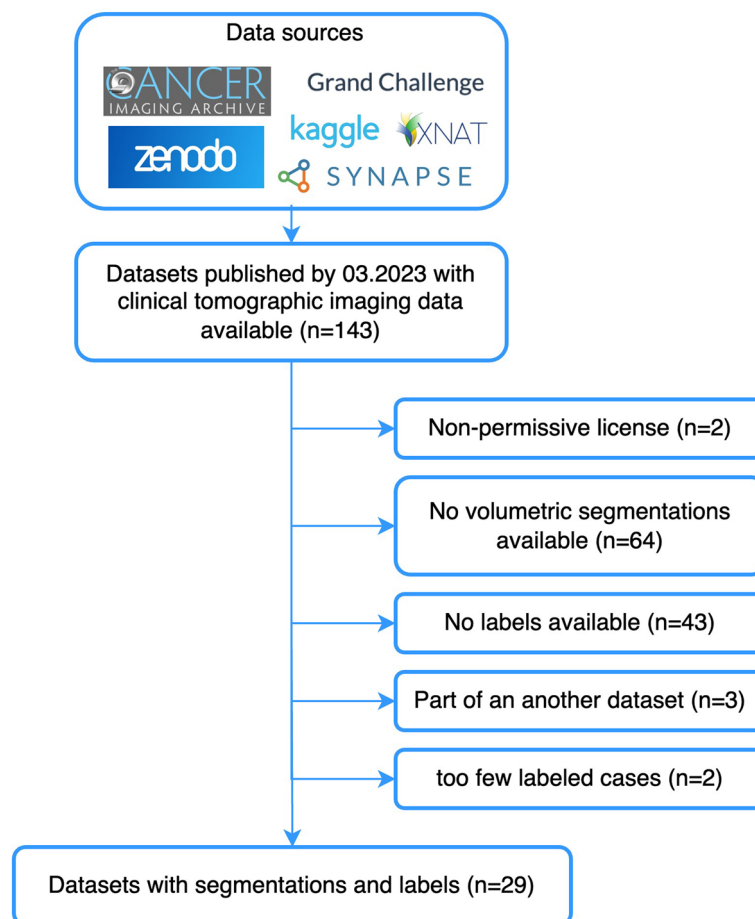 Data sources
CANCER
IMAGING ARCHIVE
Grand Challenge
zenodo
kaggle
XNAT
SYNAPSE
Datasets published by 03.2023 with
clinical tomographic imaging data
available (n=143)
Non-permissive license (n=2)
No volumetric segmentations
available (n=64)
No labels available (n=43)
Part of an another dataset (n=3)
too few labeled cases (n=2)
Datasets with segmentations and labels (n=29)